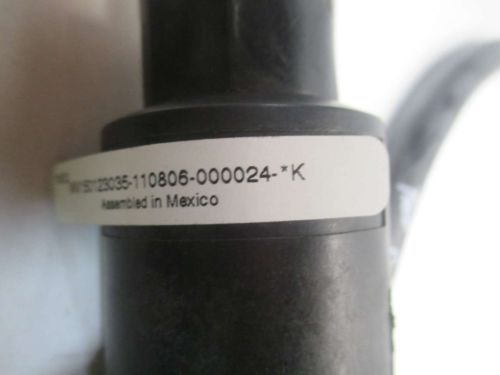 23035-110806-000024-*K
Assembled in Mexico